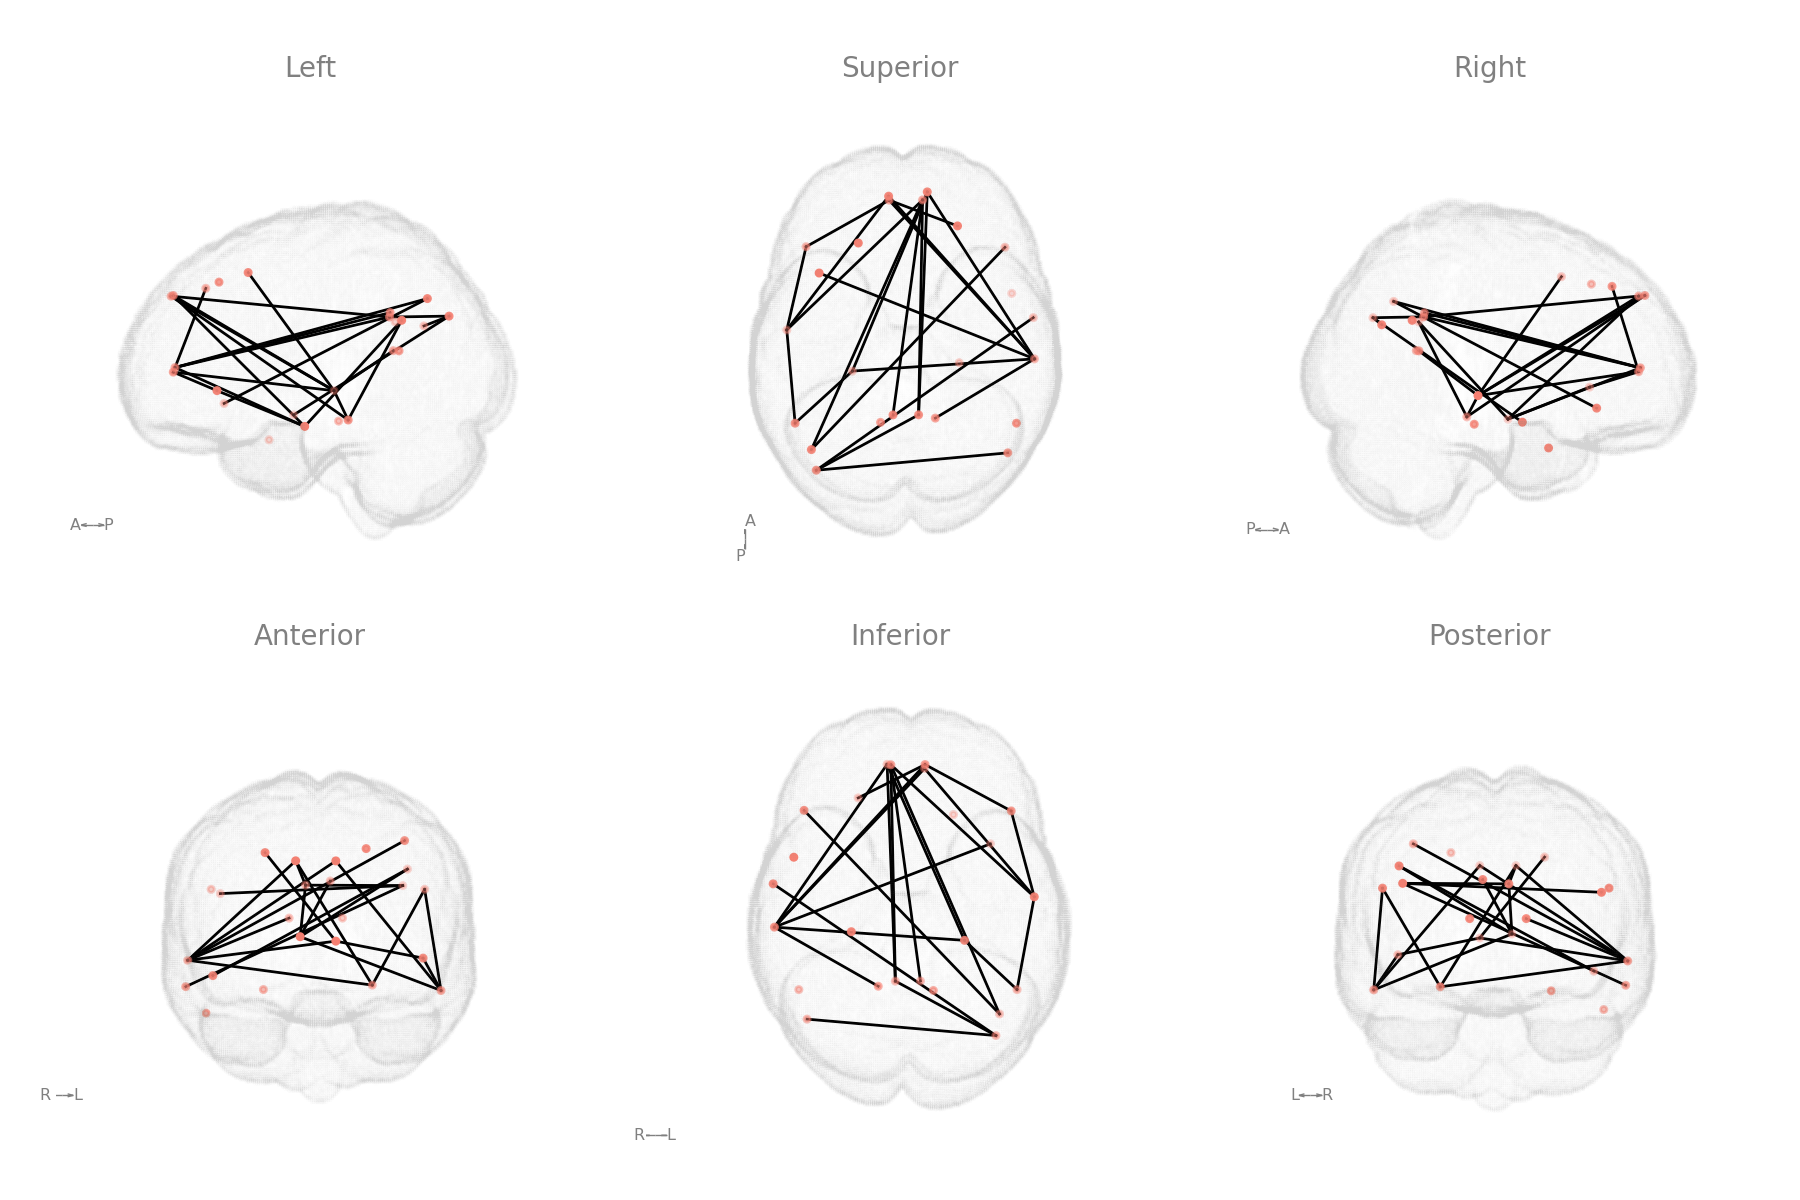 Left
Superior
Right
A
P
A
P
P
A
Anterior
Inferior
Posterior
R
L
R
L
L
R